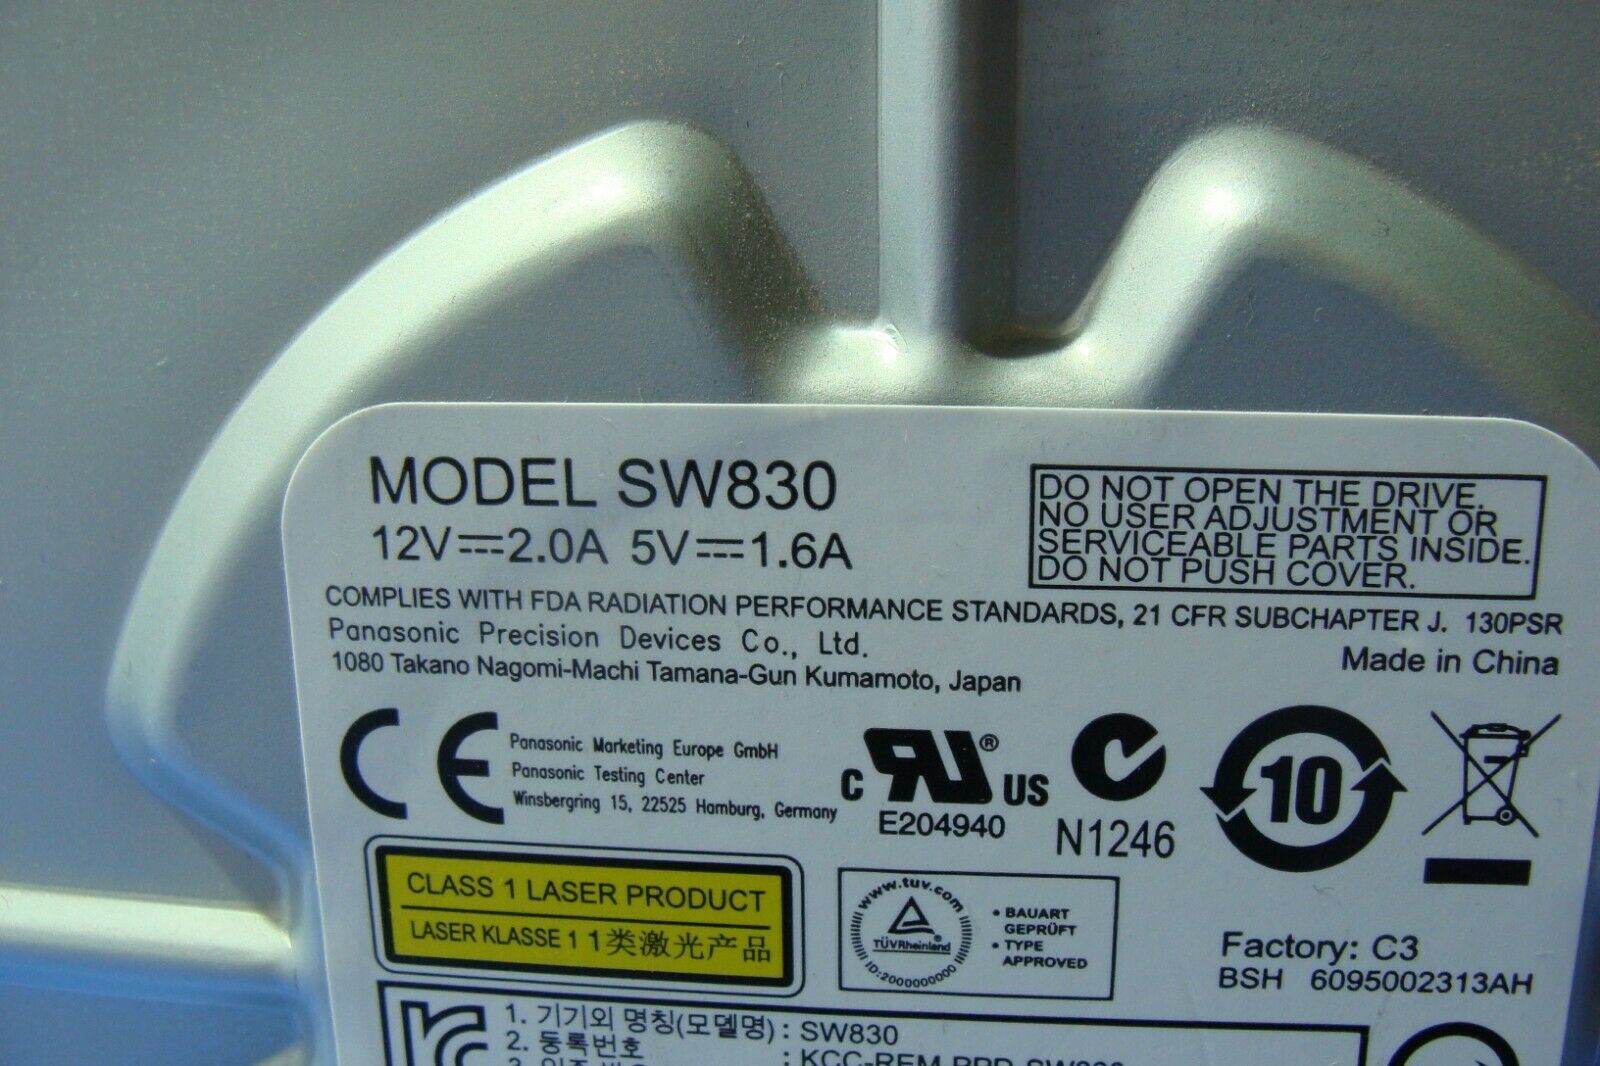 MODEL SW830
12V⎓2.0A 5V⎓1.6A
DO NOT OPEN THE DRIVE.
NO USER ADJUSTMENT OR
SERVICEABLE PARTS INSIDE.
DO NOT PUSH COVER.
COMPLIES WITH FDA RADIATION PERFORMANCE STANDARDS, 21 CFR SUBCHAPTER J. 130PSR
Panasonic Precision Devices Co., Ltd.
1080 Takano Nagomi-Machi Tamana-Gun Kumamoto, Japan
Made in China
CE
Panasonic Marketing Europe GmbH
Panasonic Testing Center
Winsbergring 15, 22525 Hamburg, Germany
C RU® US
E204940
N1246
10
CLASS 1 LASER PRODUCT
LASER KLASSE 1 1类激光产品
www.tuv.com
TÜVRheinland®
ID:2000000000
• BAUART
GEPRÜFT
• TYPE
APPROVED
Factory: C3
BSH 6095002313AH
1. 기기의 명칭(모델명) : SW830
2. 등록번호